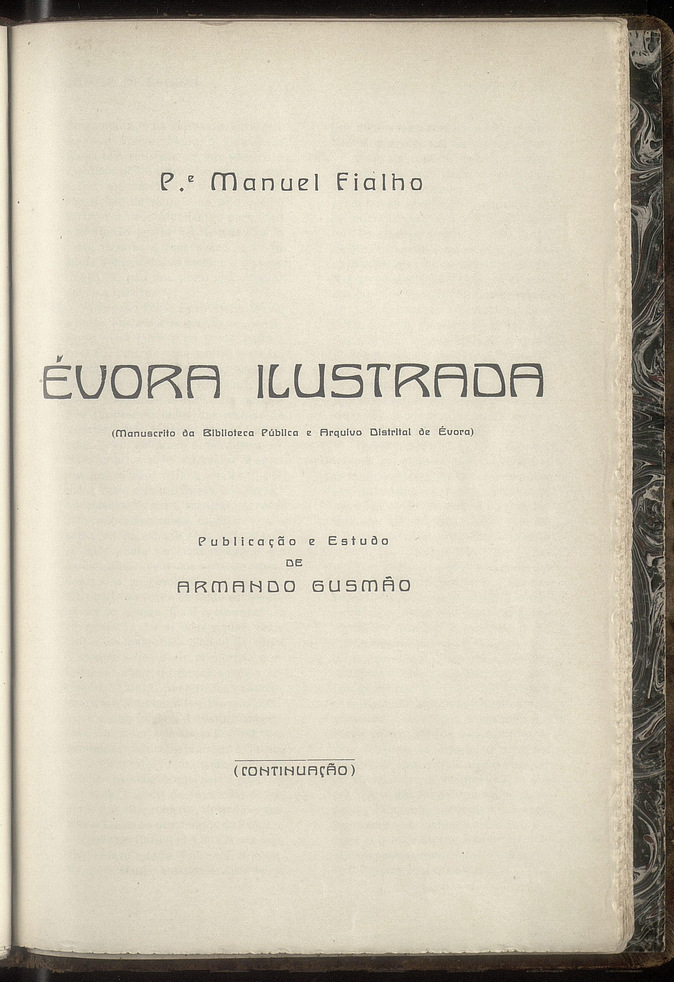 P.e Manuel Fialho
ÉVORA ILUSTRADA
(Manuscrito da Biblioteca Pública e Arquivo Distrital de Évora)
Publicação e Estudo
DE
ARMANDO GUSMÃO
(CONTINUAÇÃO)